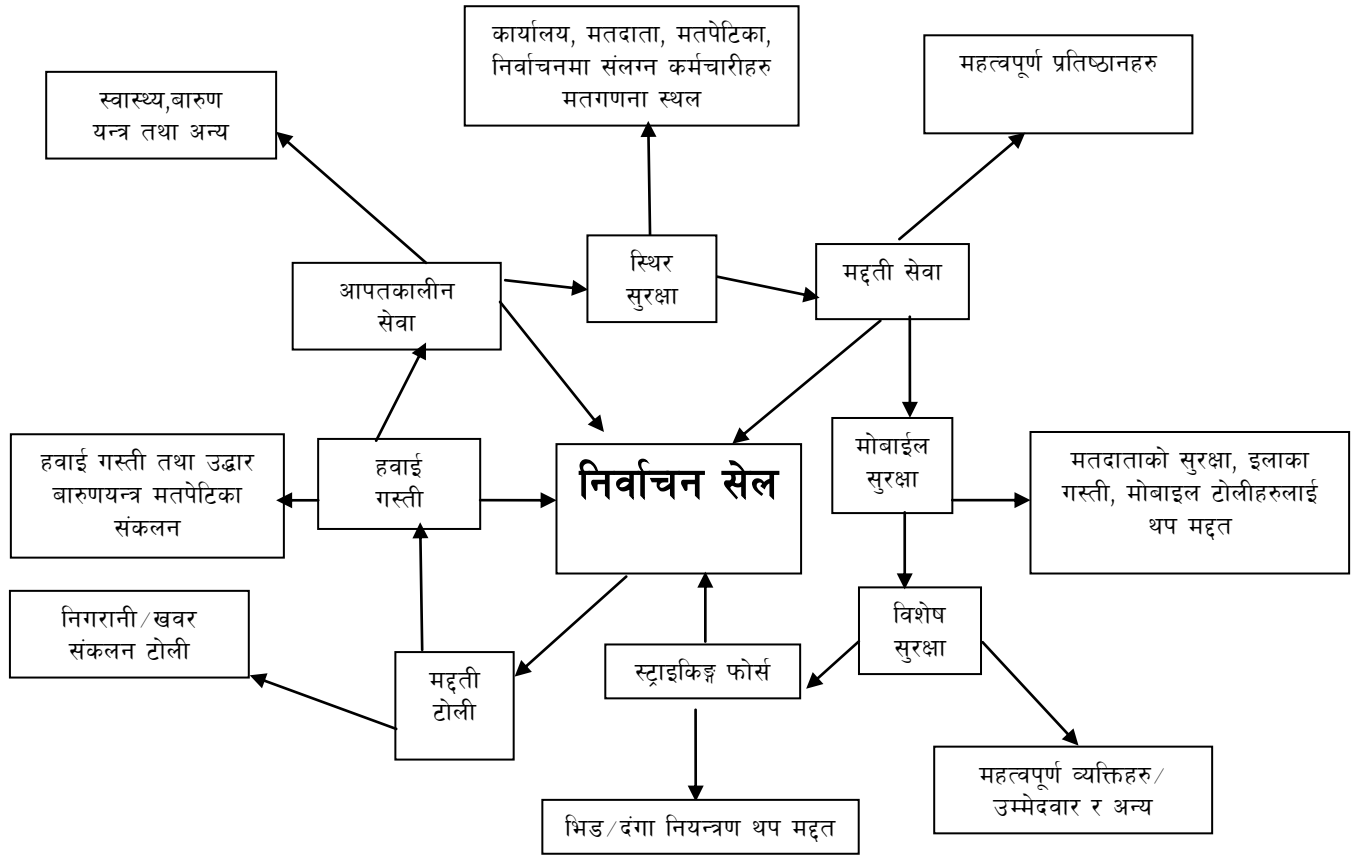 कार्यालय, मतदाता, मतपेटिका,
निर्वाचनमा संलग्न कर्मचारीहरु
मतगणना स्थल
महत्वपूर्ण प्रतिष्ठानहरु
स्वास्थ्य,बारुण
यन्त्र तथा अन्य
स्थिर
सुरक्षा
मद्दती सेवा
आपतकालीन
सेवा
हवाई गस्ती तथा उद्धार
बारुणयन्त्र मतपेटिका
संकलन
हवाई
गस्ती
निर्वाचन सेल
मोबाईल
सुरक्षा
मतदाताको सुरक्षा, इलाका
गस्ती, मोबाइल टोलीहरुलाई
थप मद्दत
निगरानी/खवर
संकलन टोली
मद्दती
टोली
स्ट्राइकिङ्ग फोर्स
विशेष
सुरक्षा
महत्वपूर्ण व्यक्तिहरु/
उम्मेदवार र अन्य
भिड/दंगा नियन्त्रण थप मद्दत